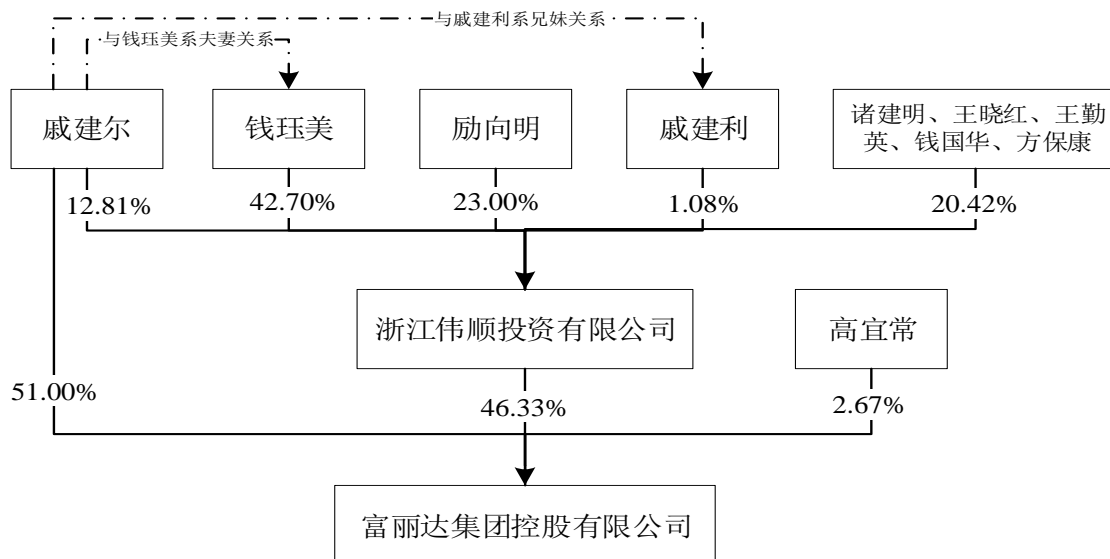 与戚建利系兄妹关系
与钱珏美系夫妻关系
戚建尔
钱珏美
励向明
戚建利
诸建明、王晓红、王勤
英、钱国华、方保康
12.81%
42.70%
23.00%
1.08%
20.42%
浙江伟顺投资有限公司
高宜常
51.00%
46.33%
2.67%
富丽达集团控股有限公司